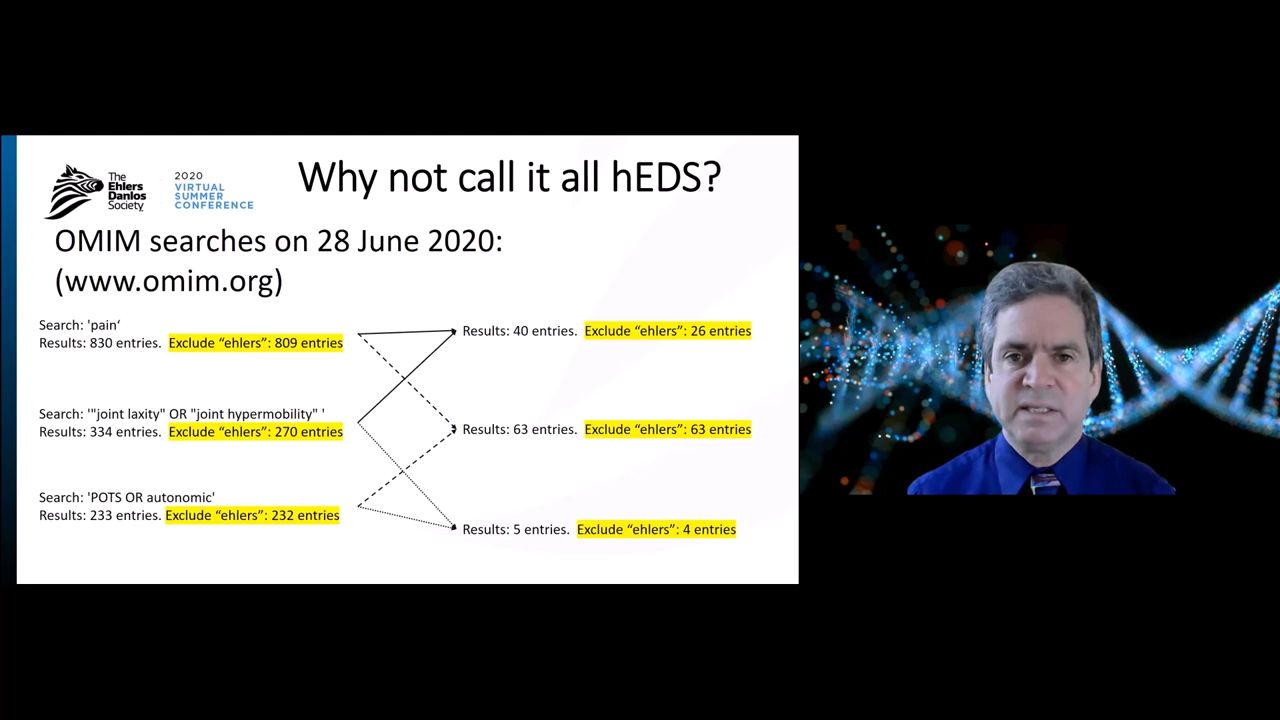 The
Ehlers
Danlos
Society™
2020
VIRTUAL
SUMMER
CONFERENCE
Why not call it all hEDS?
OMIM searches on 28 June 2020:
(www.omim.org)
Search: 'pain‘
Results: 830 entries. Exclude “ehlers”: 809 entries
Search: '"joint laxity" OR "joint hypermobility" '
Results: 334 entries. Exclude “ehlers”: 270 entries
Search: 'POTS OR autonomic'
Results: 233 entries. Exclude “ehlers”: 232 entries
Results: 40 entries. Exclude “ehlers”: 26 entries
Results: 63 entries. Exclude “ehlers”: 63 entries
Results: 5 entries. Exclude “ehlers”: 4 entries